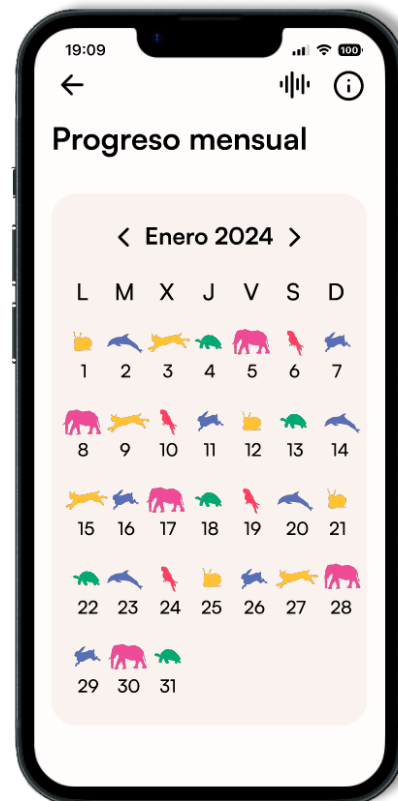 19:09 100
Progreso mensual
Enero 2024
L M X J V S D
1 2 3 4 5 6 7
8 9 10 11 12 13 14
15 16 17 18 19 20 21
22 23 24 25 26 27 28
29 30 31